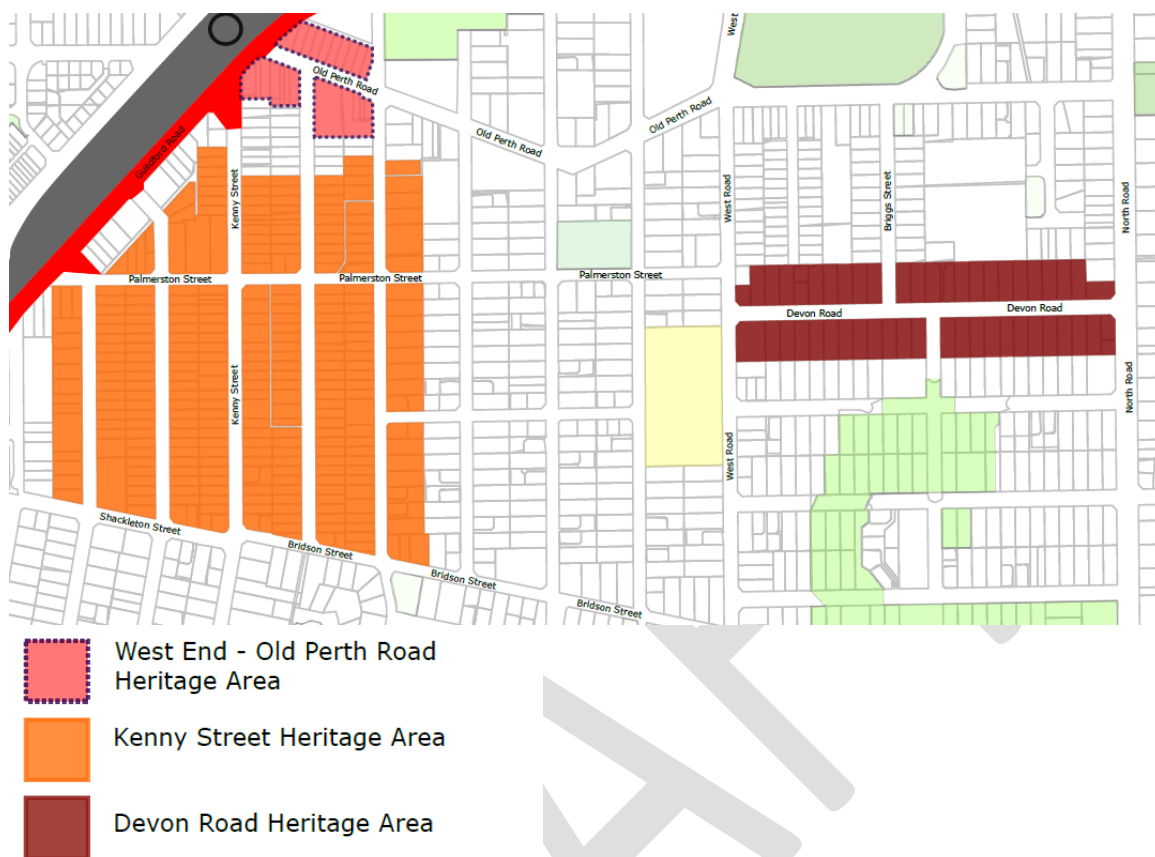 West
Old Perth Road
Old Perth Road
Old Perth Road
Guildford Road
Kenny Street
West Road
Briggs Street
North Road
Palmerston Street
Palmerston Street
Palmerston Street
Devon Road
Devon Road
Kenny Street
North Road
West Road
Shackleton Street
Bridson Street
Bridson Street
Bridson Street
West End - Old Perth Road
Heritage Area
Kenny Street Heritage Area
Devon Road Heritage Area